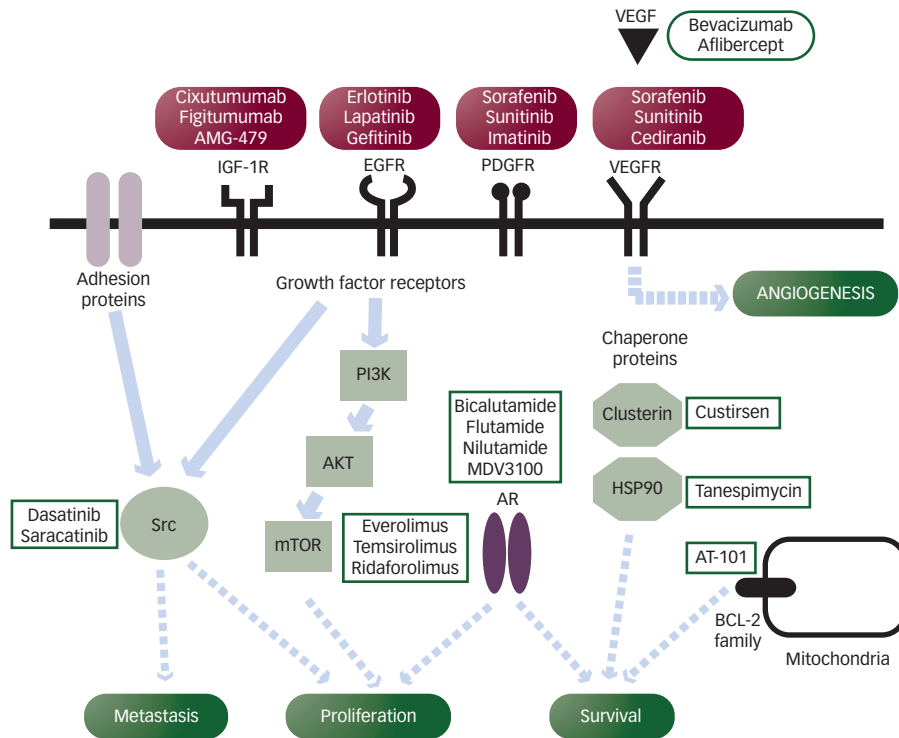 VEGF
Bevacizumab
Aflibercept
Cixutumumab
Figitumumab
AMG-479
Erlotinib
Lapatinib
Gefitinib
Sorafenib
Sunitinib
Imatinib
Sorafenib
Sunitinib
Cediranib
IGF-1R
EGFR
PDGFR
VEGFR
Adhesion
proteins
Growth factor receptors
ANGIOGENESIS
Chaperone
proteins
PI3K
Bicalutamide
Flutamide
Nilutamide
MDV3100
Clusterin
Custirsen
AKT
HSP90
Tanespimycin
AR
Dasatinib
Saracatinib
Src
mTOR
Everolimus
Temsirolimus
Ridaforolimus
AT-101
BCL-2
family
Mitochondria
Metastasis
Proliferation
Survival